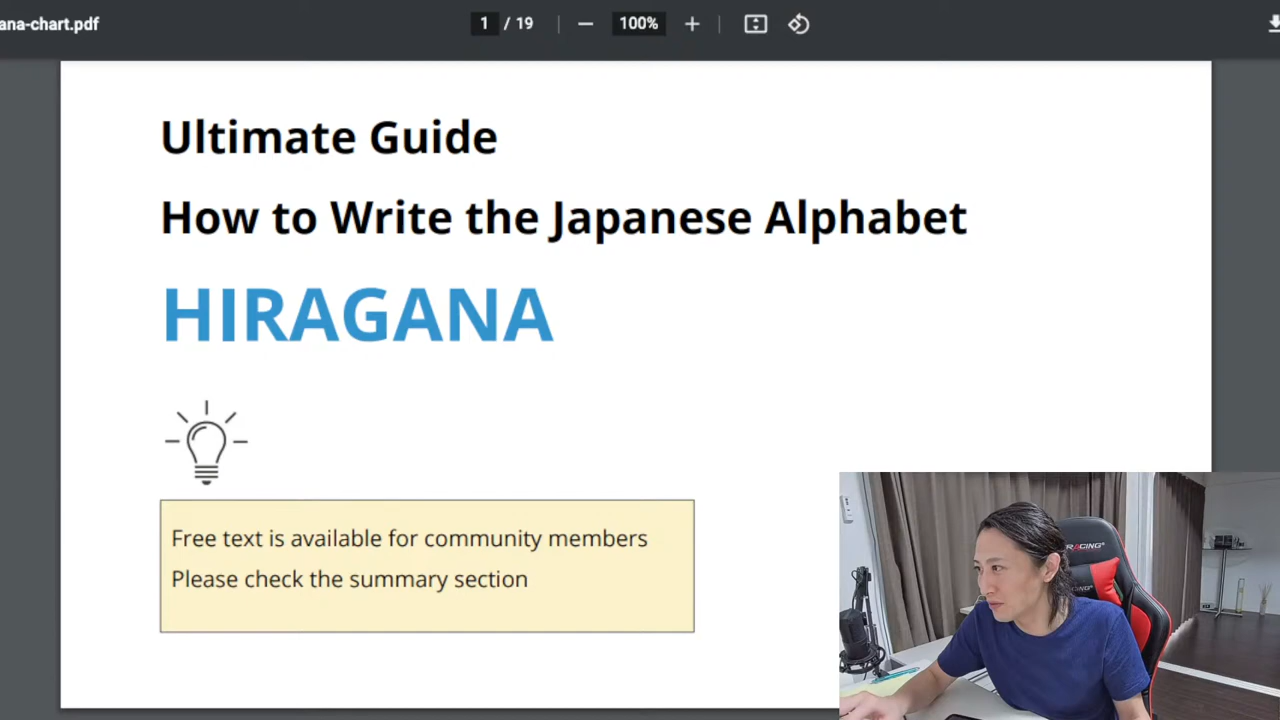 ana-chart.pdf
1 / 19
100%
Ultimate Guide
How to Write the Japanese Alphabet
HIRAGANA
Free text is available for community members
Please check the summary section
RACING
RACING